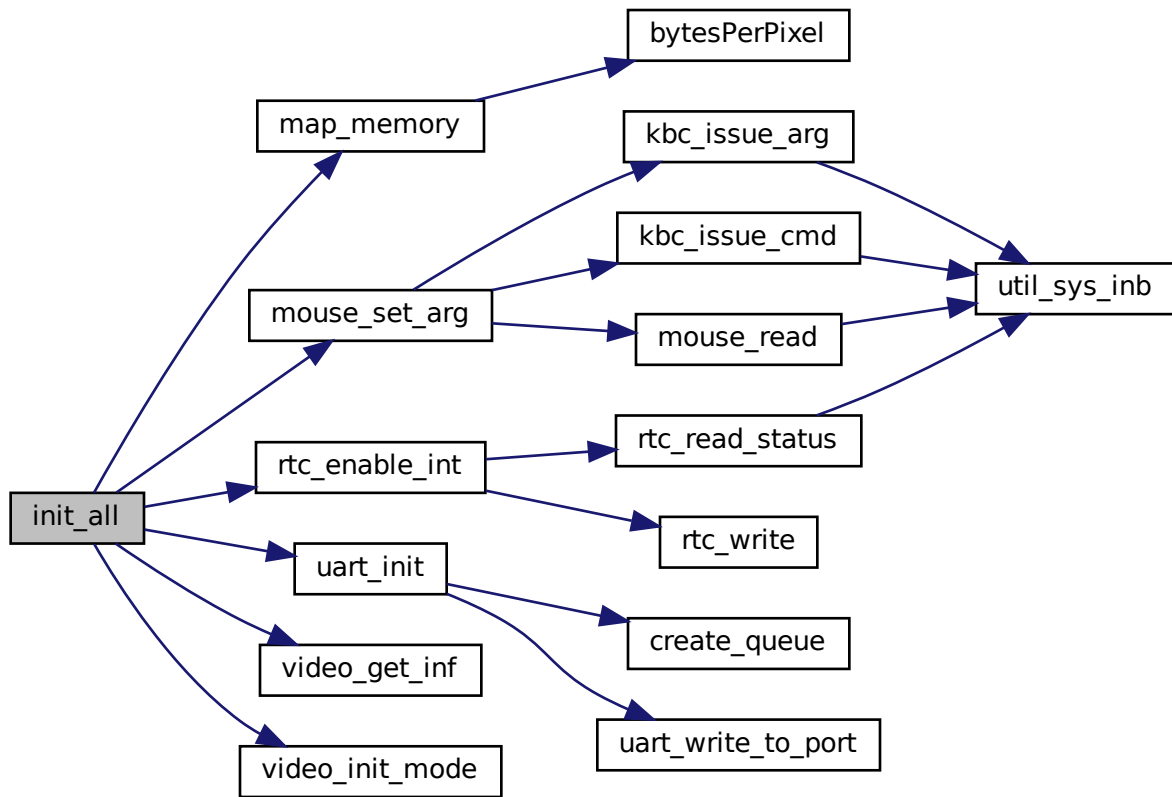 bytesPerPixel
map_memory
kbc_issue_arg
kbc_issue_cmd
util_sys_inb
mouse_set_arg
mouse_read
rtc_read_status
rtc_enable_int
init_all
rtc_write
uart_init
create_queue
video_get_inf
uart_write_to_port
video_init_mode